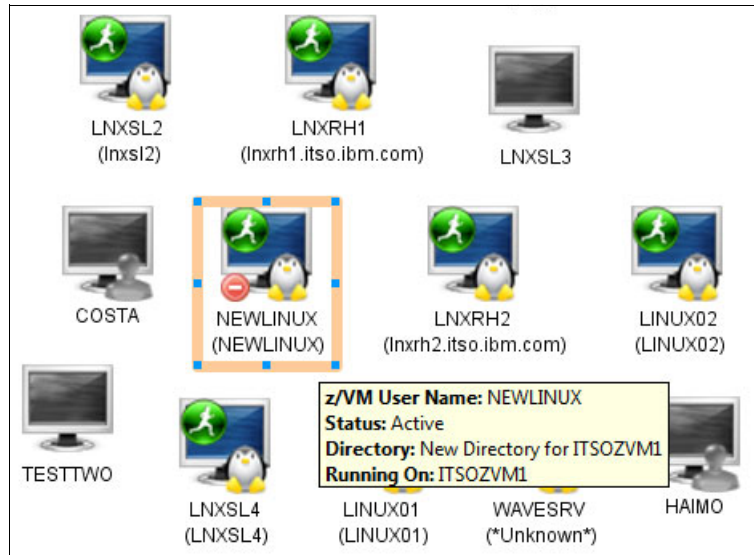 LNXSL2
(lnxsl2)
LNXRH1
(lnxrh1.itso.ibm.com)
LNXSL3
COSTA
NEWLINUX
(NEWLINUX)
LNXRH2
(lnxrh2.itso.ibm.com)
LINUX02
(LINUX02)
TESTTWO
z/VM User Name: NEWLINUX
Status: Active
Directory: New Directory for ITSOZVM1
Running On: ITSOZVM1
LNXSL4
(LNXSL4)
LINUX01
(LINUX01)
WAVESRV
(*Unknown*)
HAIMO